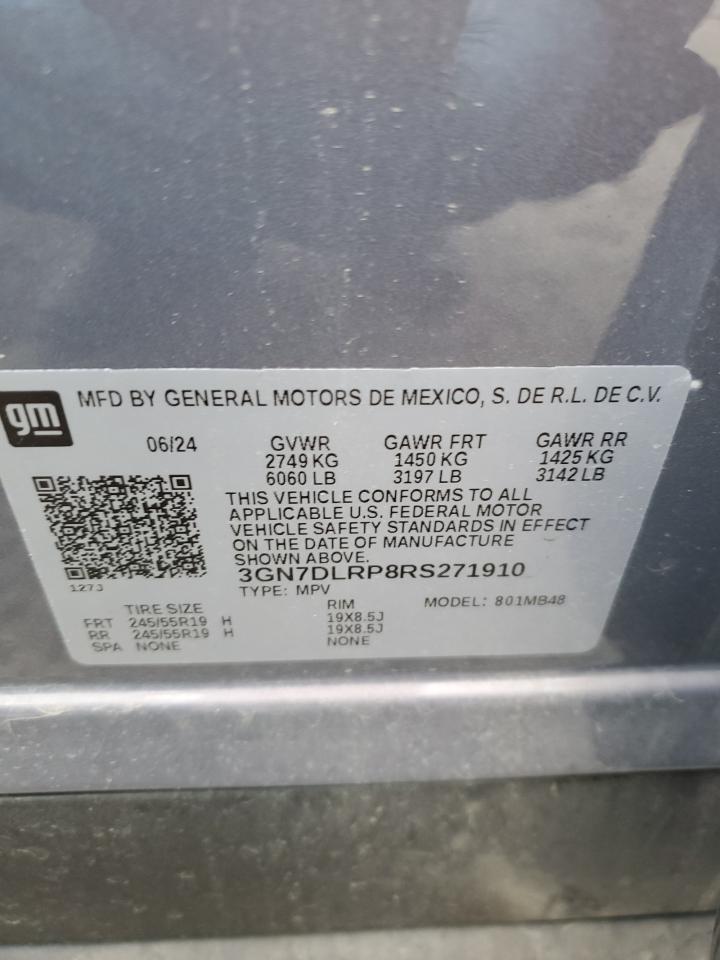 gm
MFD BY GENERAL MOTORS DE MEXICO, S. DE R.L. DE C.V.
06/24 GVWR GAWR FRT GAWR RR
2749 KG 1450 KG 1425 KG
6060 LB 3197 LB 3142 LB
THIS VEHICLE CONFORMS TO ALL
APPLICABLE U.S. FEDERAL MOTOR
VEHICLE SAFETY STANDARDS IN EFFECT
ON THE DATE OF MANUFACTURE
SHOWN ABOVE.
3GN7DLRP8RS271910
127J
TYPE: MPV
TIRE SIZE RIM MODEL: 801MB48
FRT 245/55R19 H 19X8.5J
RR 245/55R19 H 19X8.5J
SPA NONE NONE